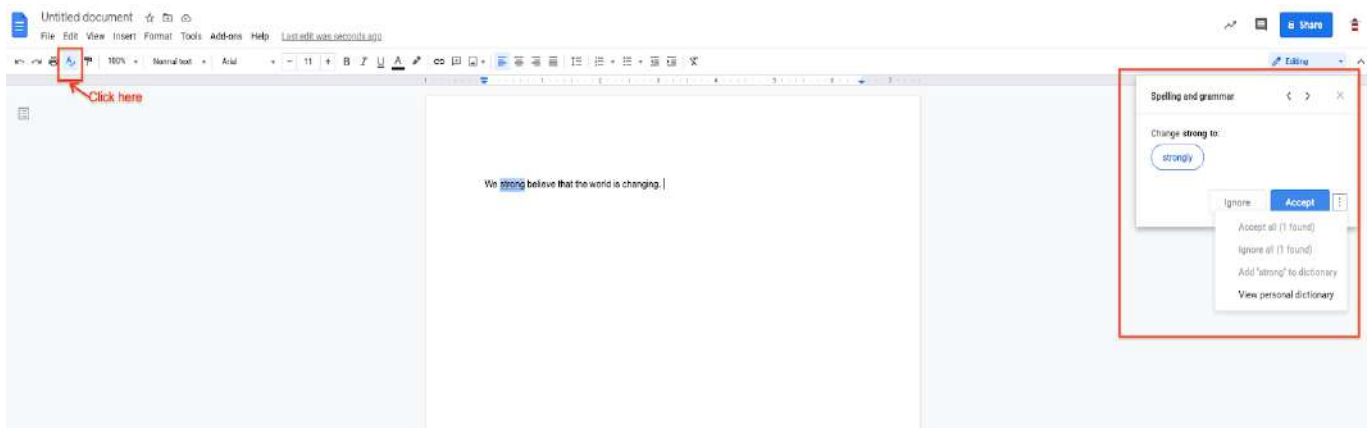 Untitled document
File Edit View Insert Format Tools Add-ons Help Last edit was seconds ago
Share
100% Normal text Arial - 11 + B I U A
Editing
Click here
Spelling and grammar
Change strong to:
strongly
We strong believe that the world is changing.
Ignore Accept
Accept all (1 found)
Ignore all (1 found)
Add "strong" to dictionary
View personal dictionary